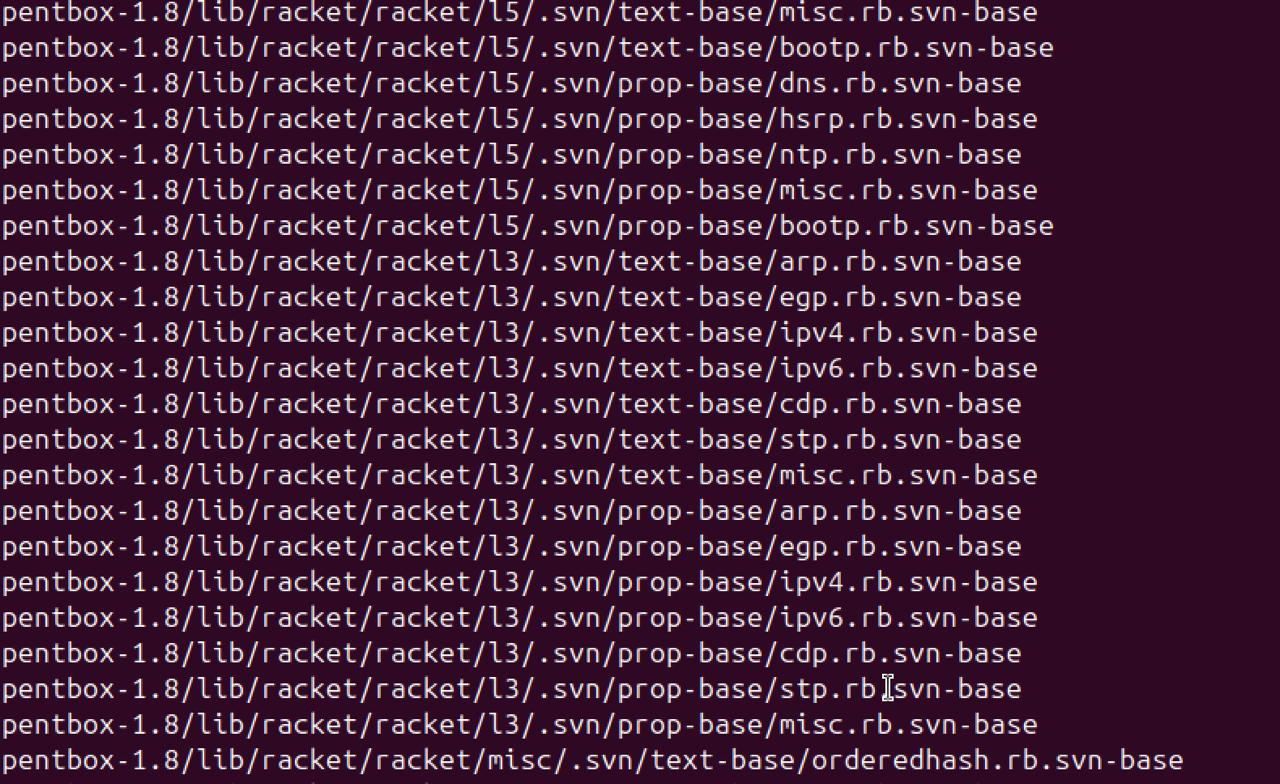 pentbox-1.8/lib/racket/racket/l5/.svn/text-base/misc.rb.svn-base
pentbox-1.8/lib/racket/racket/l5/.svn/text-base/bootp.rb.svn-base
pentbox-1.8/lib/racket/racket/l5/.svn/prop-base/dns.rb.svn-base
pentbox-1.8/lib/racket/racket/l5/.svn/prop-base/hsrp.rb.svn-base
pentbox-1.8/lib/racket/racket/l5/.svn/prop-base/ntp.rb.svn-base
pentbox-1.8/lib/racket/racket/l5/.svn/prop-base/misc.rb.svn-base
pentbox-1.8/lib/racket/racket/l5/.svn/prop-base/bootp.rb.svn-base
pentbox-1.8/lib/racket/racket/l3/.svn/text-base/arp.rb.svn-base
pentbox-1.8/lib/racket/racket/l3/.svn/text-base/egp.rb.svn-base
pentbox-1.8/lib/racket/racket/l3/.svn/text-base/ipv4.rb.svn-base
pentbox-1.8/lib/racket/racket/l3/.svn/text-base/ipv6.rb.svn-base
pentbox-1.8/lib/racket/racket/l3/.svn/text-base/cdp.rb.svn-base
pentbox-1.8/lib/racket/racket/l3/.svn/text-base/stp.rb.svn-base
pentbox-1.8/lib/racket/racket/l3/.svn/text-base/misc.rb.svn-base
pentbox-1.8/lib/racket/racket/l3/.svn/prop-base/arp.rb.svn-base
pentbox-1.8/lib/racket/racket/l3/.svn/prop-base/egp.rb.svn-base
pentbox-1.8/lib/racket/racket/l3/.svn/prop-base/ipv4.rb.svn-base
pentbox-1.8/lib/racket/racket/l3/.svn/prop-base/ipv6.rb.svn-base
pentbox-1.8/lib/racket/racket/l3/.svn/prop-base/cdp.rb.svn-base
pentbox-1.8/lib/racket/racket/l3/.svn/prop-base/stp.rb.svn-base
pentbox-1.8/lib/racket/racket/l3/.svn/prop-base/misc.rb.svn-base
pentbox-1.8/lib/racket/racket/misc/.svn/text-base/orderedhash.rb.svn-base